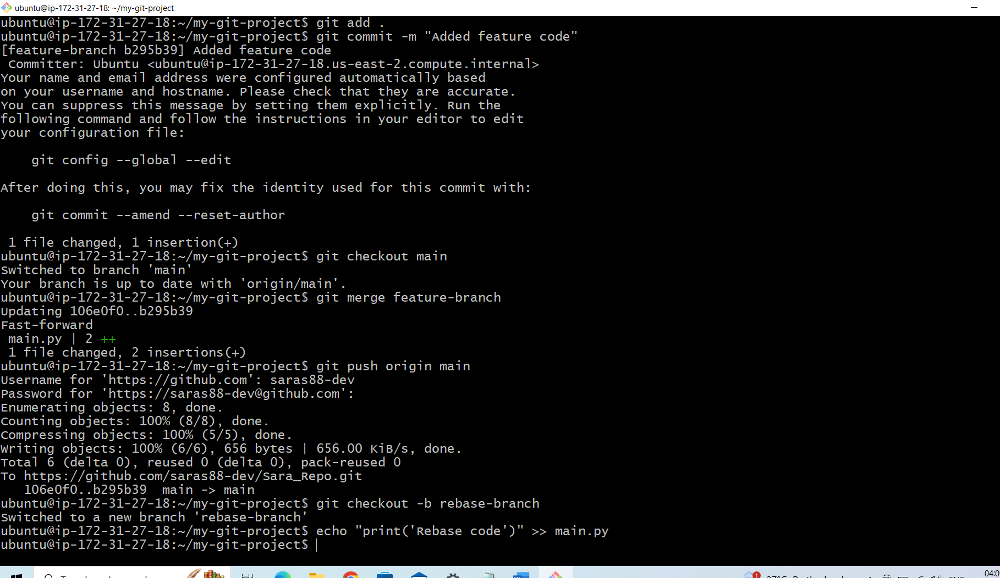 ubuntu@ip-172-31-27-18: ~/my-git-project
ubuntu@ip-172-31-27-18:~/my-git-project$ git add .
ubuntu@ip-172-31-27-18:~/my-git-project$ git commit -m "Added feature code"
[feature-branch b295b39] Added feature code
 Committer: Ubuntu <ubuntu@ip-172-31-27-18.us-east-2.compute.internal>
Your name and email address were configured automatically based
on your username and hostname. Please check that they are accurate.
You can suppress this message by setting them explicitly. Run the
following command and follow the instructions in your editor to edit
your configuration file:
    git config --global --edit
After doing this, you may fix the identity used for this commit with:
    git commit --amend --reset-author
 1 file changed, 1 insertion(+)
ubuntu@ip-172-31-27-18:~/my-git-project$ git checkout main
Switched to branch 'main'
Your branch is up to date with 'origin/main'.
ubuntu@ip-172-31-27-18:~/my-git-project$ git merge feature-branch
Updating 106e0f0..b295b39
Fast-forward
 main.py | 2 ++
 1 file changed, 2 insertions(+)
ubuntu@ip-172-31-27-18:~/my-git-project$ git push origin main
Username for 'https://github.com': saras88-dev
Password for 'https://saras88-dev@github.com':
Enumerating objects: 8, done.
Counting objects: 100% (8/8), done.
Compressing objects: 100% (5/5), done.
Writing objects: 100% (6/6), 656 bytes | 656.00 KiB/s, done.
Total 6 (delta 0), reused 0 (delta 0), pack-reused 0
To https://github.com/saras88-dev/Sara_Repo.git
   106e0f0..b295b39  main -> main
ubuntu@ip-172-31-27-18:~/my-git-project$ git checkout -b rebase-branch
Switched to a new branch 'rebase-branch'
ubuntu@ip-172-31-27-18:~/my-git-project$ echo "print('Rebase code')" >> main.py
ubuntu@ip-172-31-27-18:~/my-git-project$
1
04:0